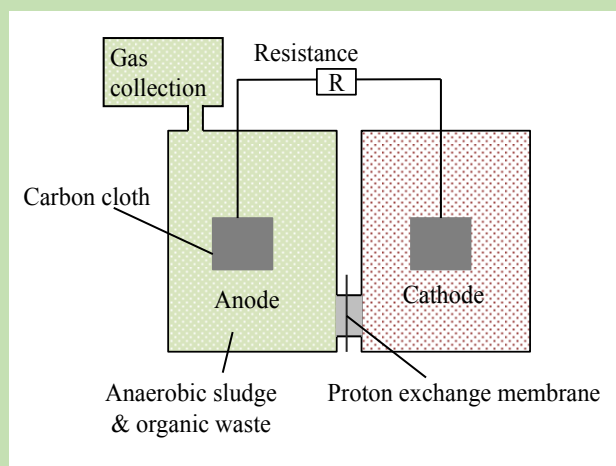 Gas
collection
Resistance
R
Carbon cloth
Anode
Cathode
Anaerobic sludge
& organic waste
Proton exchange membrane